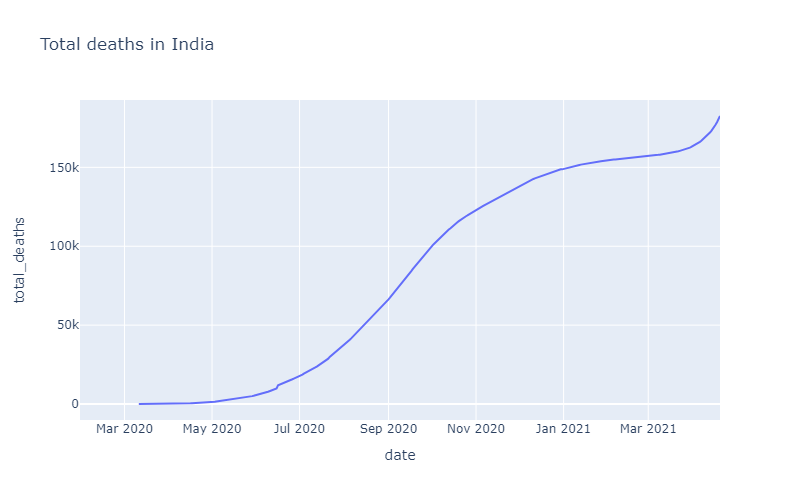 Total deaths in India
total_deaths
150k
100k
50k
0
Mar 2020 May 2020 Jul 2020 Sep 2020 Nov 2020 Jan 2021 Mar 2021
date